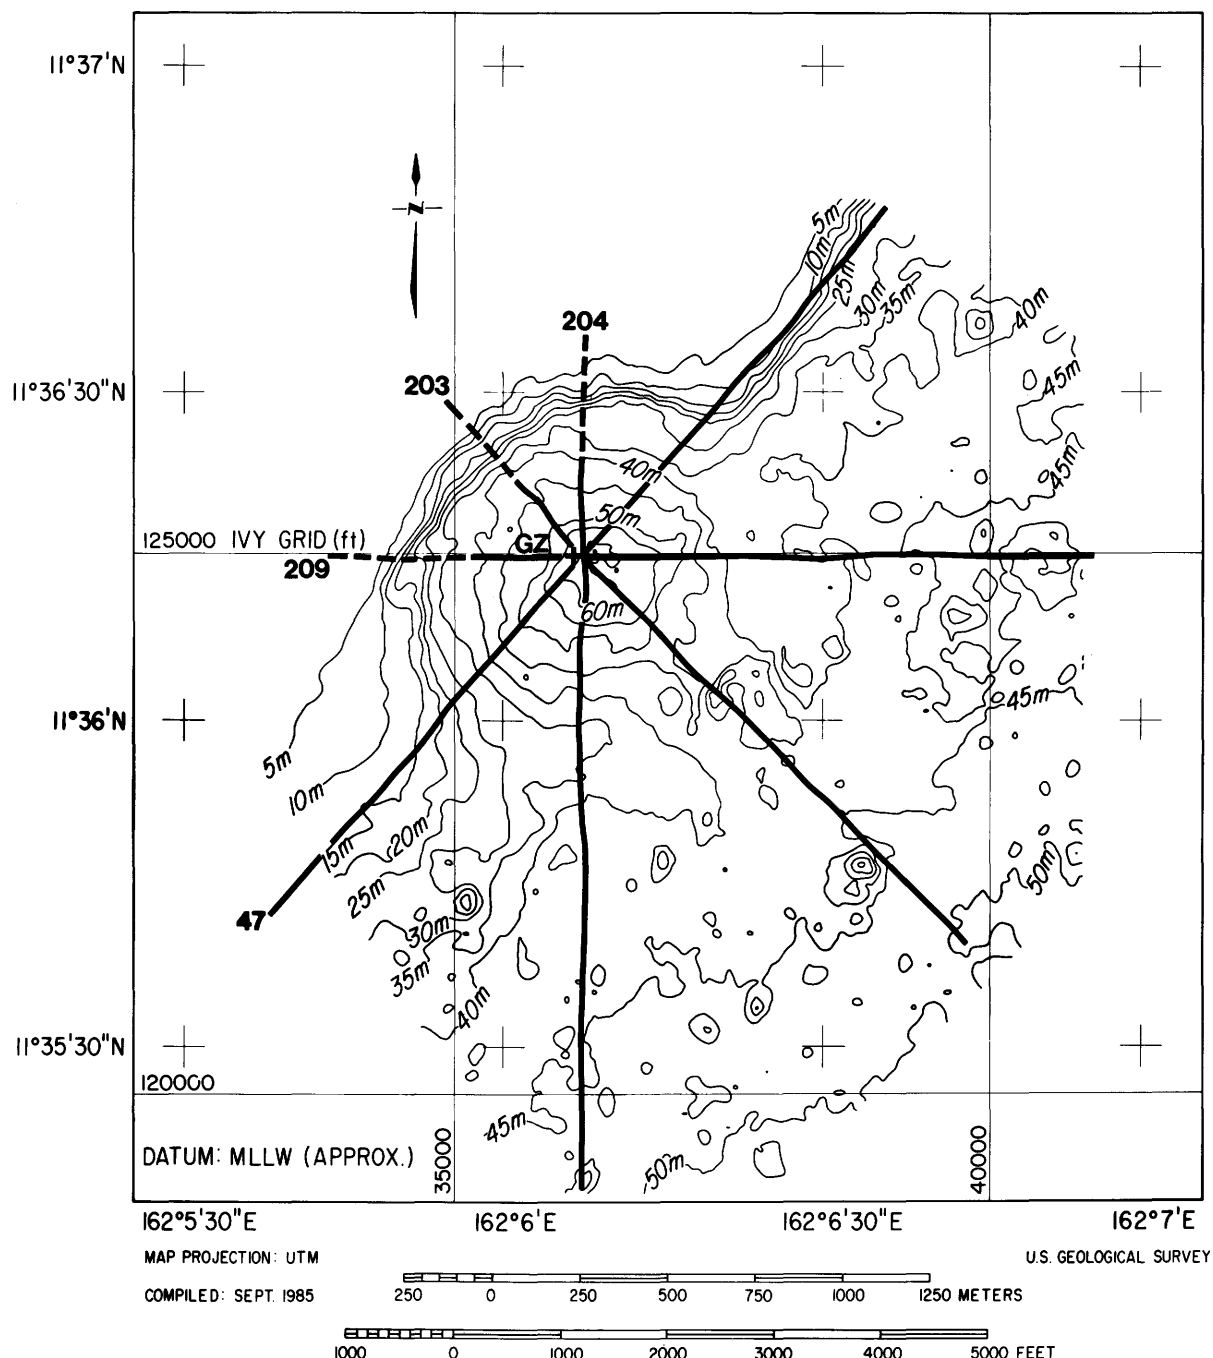 11°37'N
N
5m
10m
25m
30m
35m
40m
204
45m
203
11°36'30"N
45m
40m
50m
125000 IVY GRID (ft)
GZ
209
60m
45m
11°36'N
5m
10m
20m
15m
50m
25m
47
30m
35m
40m
11°35'30"N
120000
45m
35000
40000
DATUM: MLLW (APPROX.)
50m
162°5'30"E
162°6'E
162°6'30"E
162°7'E
MAP PROJECTION: UTM
U.S. GEOLOGICAL SURVEY
COMPILED: SEPT. 1985
250 0 250 500 750 1000 1250 METERS
1000 0 1000 2000 3000 4000 5000 FEET